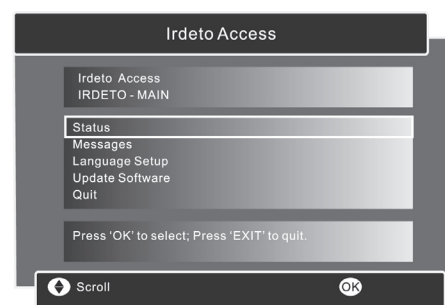 Irdeto Access
Irdeto Access
IRDETO - MAIN
Status
Messages
Language Setup
Update Software
Quit
Press 'OK' to select; Press 'EXIT' to quit.
Scroll
OK